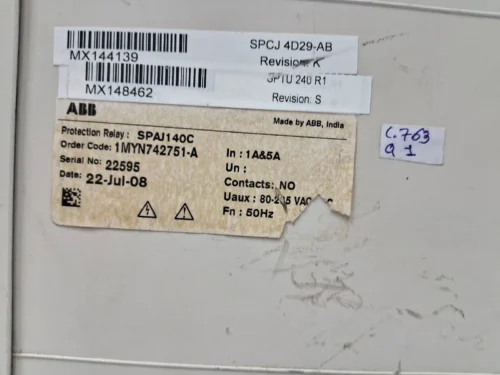 SPCJ 4D29-AB
MX144139
Revision: K
SPTU 240 R1
MX148462
Revision. S
ABB
Made by ABB, India
Protection Relay : SPAJ140C
Order Code: 1MYN742751-A
Serial No: 22595
Date: 22-Jul-08
In : 1A&5A
Un :
Contacts: NO
Uaux : 80-265 VAC
Fn : 50Hz
C.763
Q1